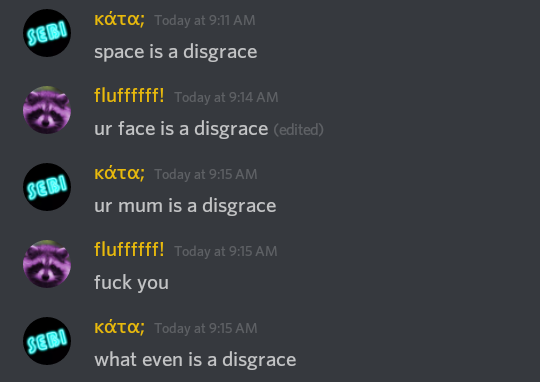 SEBI
κάτα; Today at 9:11 AM
space is a disgrace
fluffffff! Today at 9:14 AM
ur face is a disgrace (edited)
SEBI
κάτα; Today at 9:15 AM
ur mum is a disgrace
fluffffff! Today at 9:15 AM
fuck you
SEBI
κάτα; Today at 9:15 AM
what even is a disgrace